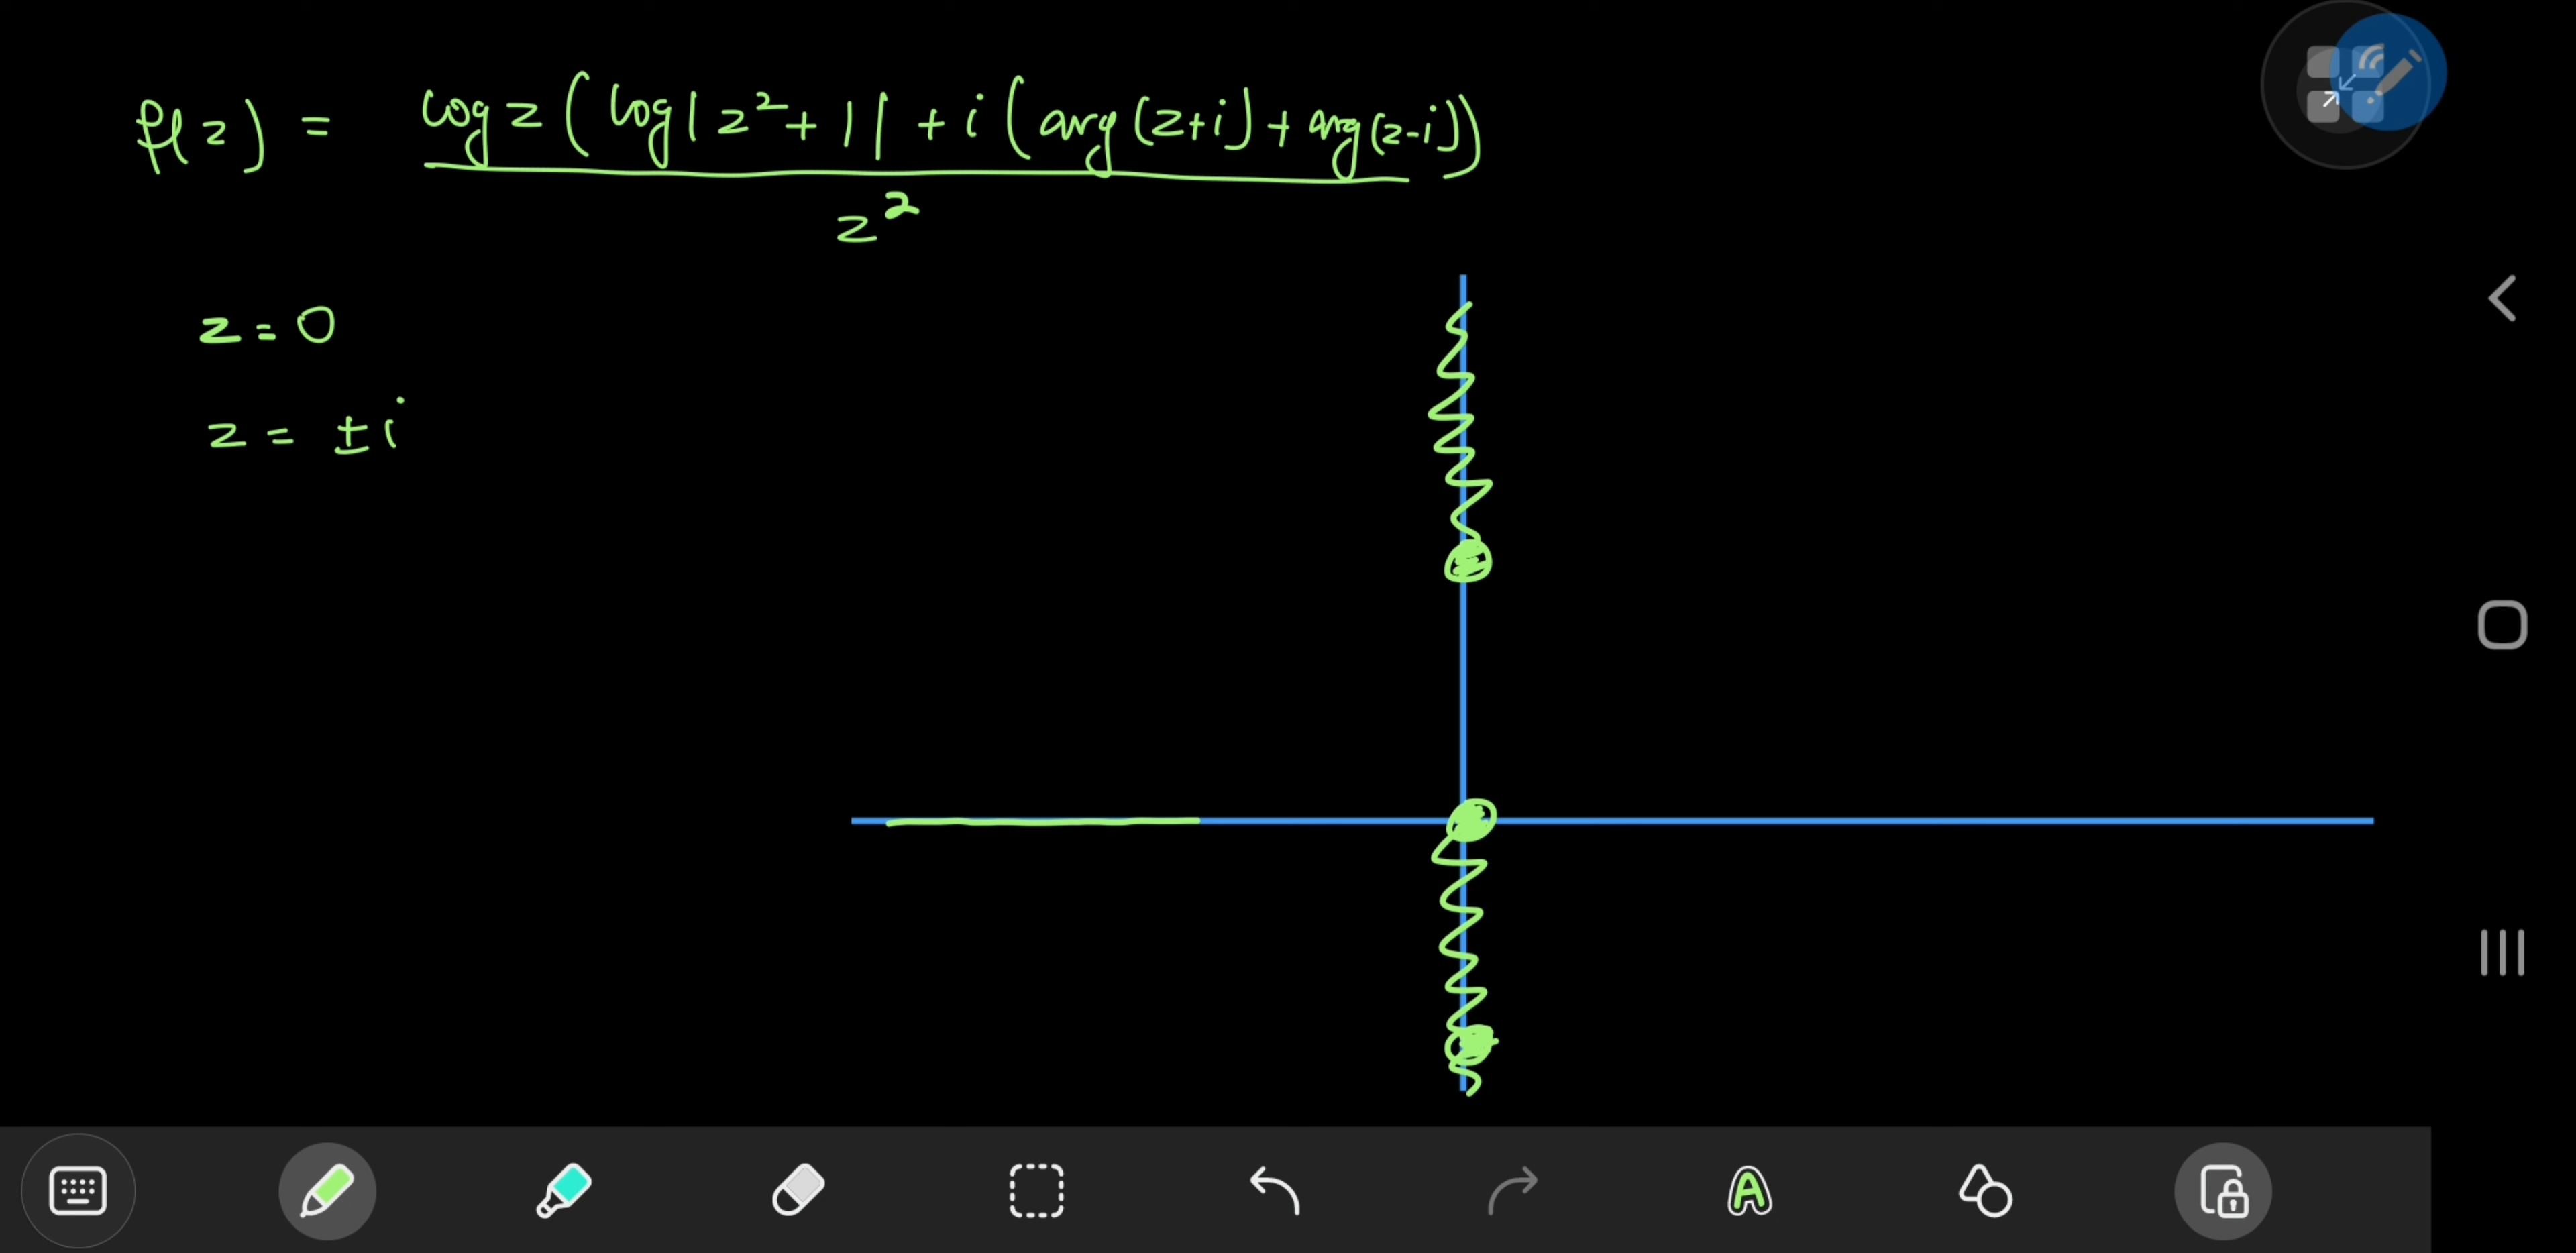 f(z) = log z ( log | z² + 1 | + i ( arg (z+i) + arg (z-i) ) ) / z²
z = 0
z = ± i
A